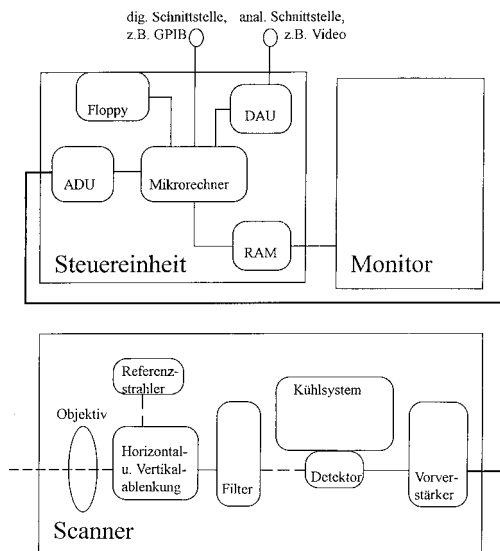 dig. Schnittstelle,
z.B. GPIB
anal. Schnittstelle,
z.B. Video
Floppy
DAU
ADU
Mikrorechner
RAM
Steuereinheit
Monitor
Referenz-
strahler
Objektiv
Kühlsystem
Horizontal-
u. Vertikal-
ablenkung
Filter
Detektor
Vorver-
stärker
Scanner